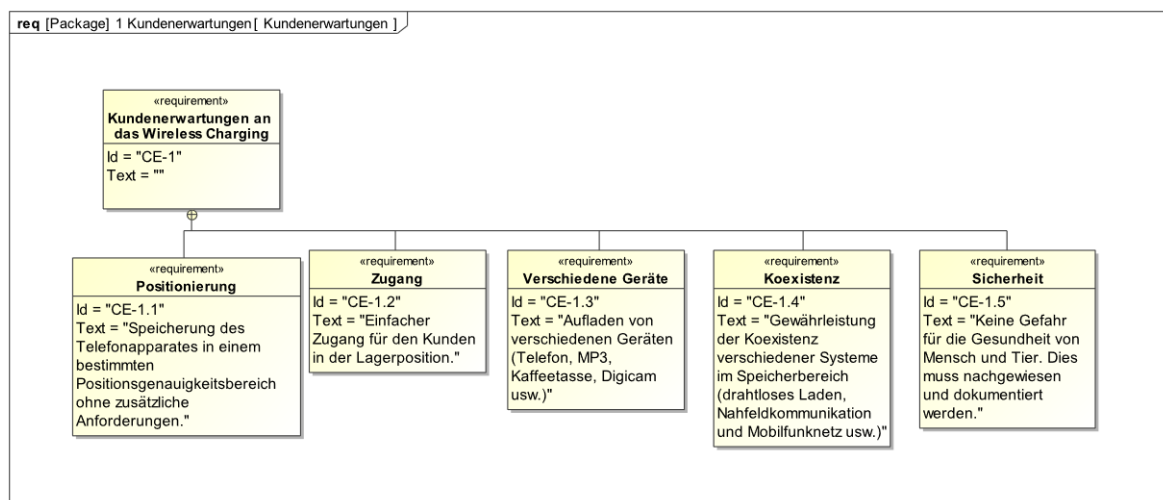 req [Package] 1 Kundenerwartungen [ Kundenerwartungen ]
«requirement»
Kundenerwartungen an
das Wireless Charging
Id = "CE-1"
Text = ""
«requirement»
Positionierung
Id = "CE-1.1"
Text = "Speicherung des
Telefonapparates in einem
bestimmten
Positionsgenauigkeitsbereich
ohne zusätzliche
Anforderungen."
«requirement»
Zugang
Id = "CE-1.2"
Text = "Einfacher
Zugang für den Kunden
in der Lagerposition."
«requirement»
Verschiedene Geräte
Id = "CE-1.3"
Text = "Aufladen von
verschiedenen Geräten
(Telefon, MP3,
Kaffeetasse, Digicam
usw.)"
«requirement»
Koexistenz
Id = "CE-1.4"
Text = "Gewährleistung
der Koexistenz
verschiedener Systeme
im Speicherbereich
(drahtloses Laden,
Nahfeldkommunikation
und Mobilfunknetz usw.)"
«requirement»
Sicherheit
Id = "CE-1.5"
Text = "Keine Gefahr
für die Gesundheit von
Mensch und Tier. Dies
muss nachgewiesen
und dokumentiert
werden."